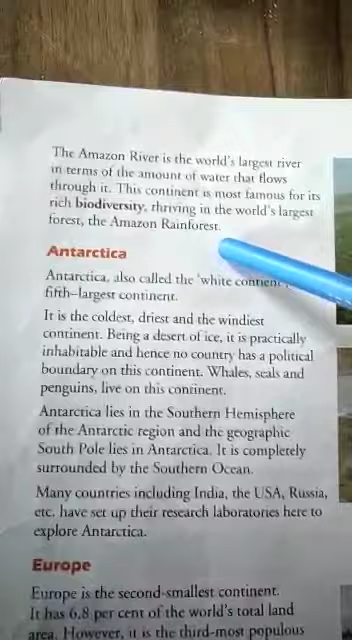 The Amazon River is the world's largest river
in terms of the amount of water that flows
through it. This continent is most famous for its
rich biodiversity, thriving in the world's largest
forest, the Amazon Rainforest.
Antarctica
Antarctica, also called the 'white
fifth–largest continent.
It is the coldest, driest and the windiest
continent. Being a desert of ice, it is practically
inhabitable and hence no country has a political
boundary on this continent. Whales, seals and
penguins, live on this continent.
Antarctica lies in the Southern Hemisphere
of the Antarctic region and the geographic
South Pole lies in Antarctica. It is completely
surrounded by the Southern Ocean.
Many countries including India, the USA, Russia,
etc. have set up their research laboratories here to
explore Antarctica.
Europe
Europe is the second-smallest continent.
It has 6.8 per cent of the world's total land
area. However, it is the third-most populous